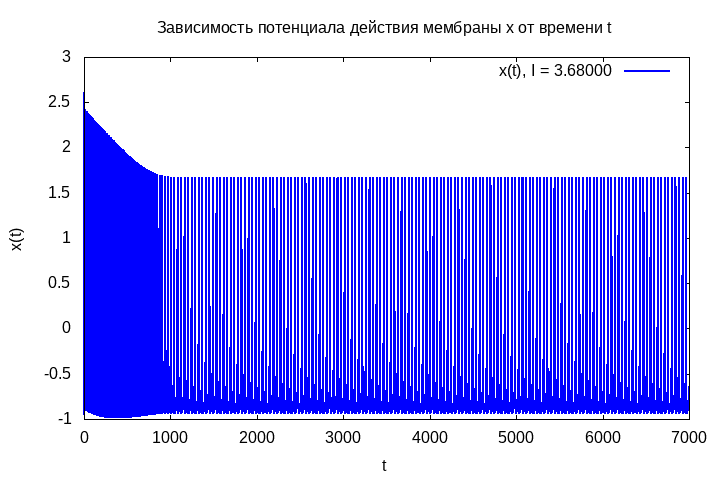 Зависимость потенциала действия мембраны x от времени t
x(t), I = 3.68000
3
2.5
2
1.5
1
0.5
0
-0.5
-1
x(t)
0 1000 2000 3000 4000 5000 6000 7000
t